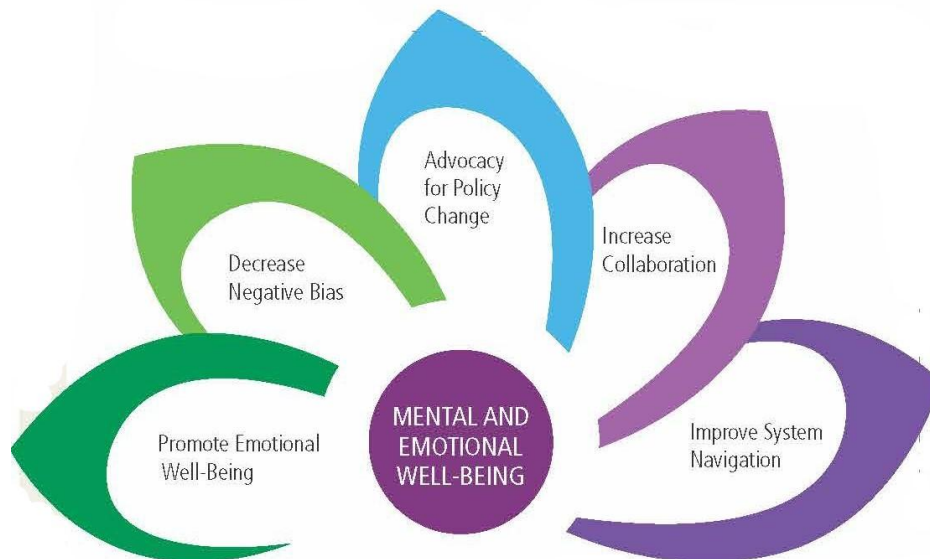 Advocacy
for Policy
Change
Increase
Collaboration
Decrease
Negative Bias
MENTAL AND
EMOTIONAL
WELL-BEING
Promote Emotional
Well-Being
Improve System
Navigation